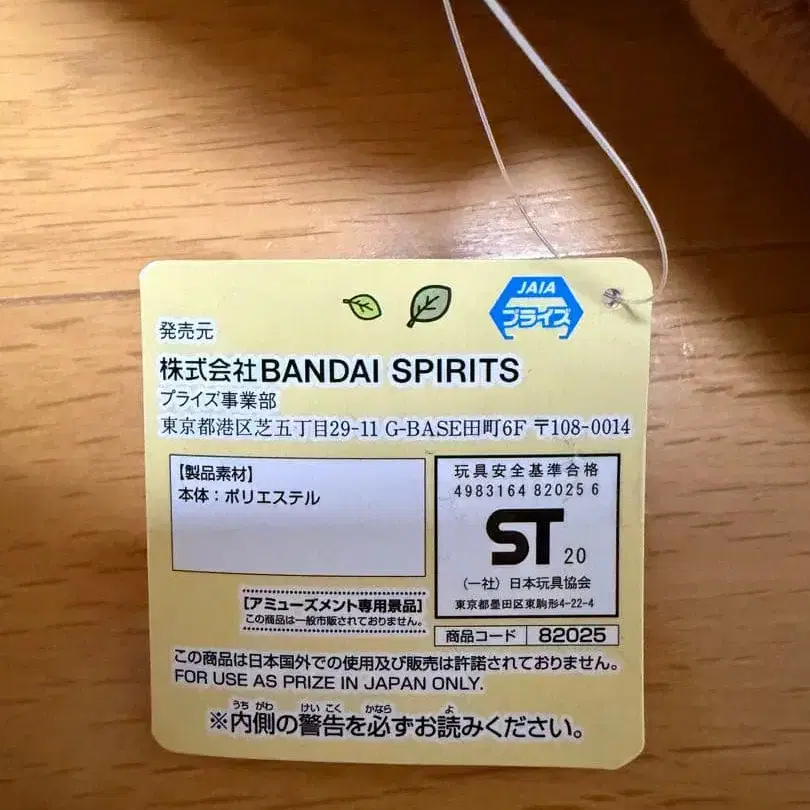 JAIA
プライズ
発売元
株式会社BANDAI SPIRITS
プライズ事業部
東京都港区芝五丁目29-11 G-BASE田町6F 〒108-0014
【製品素材】
本体：ポリエステル
玩具安全基準合格
4983164 82025 6
ST 20
(一社) 日本玩具協会
東京都墨田区東駒形4-22-4
【アミューズメント専用景品】
この商品は一般市販されておりません。
商品コード 82025
この商品は日本国外での使用及び販売は許諾されておりません。
FOR USE AS PRIZE IN JAPAN ONLY.
うちがわ けいこく かなら よ
※内側の警告を必ずお読みください。